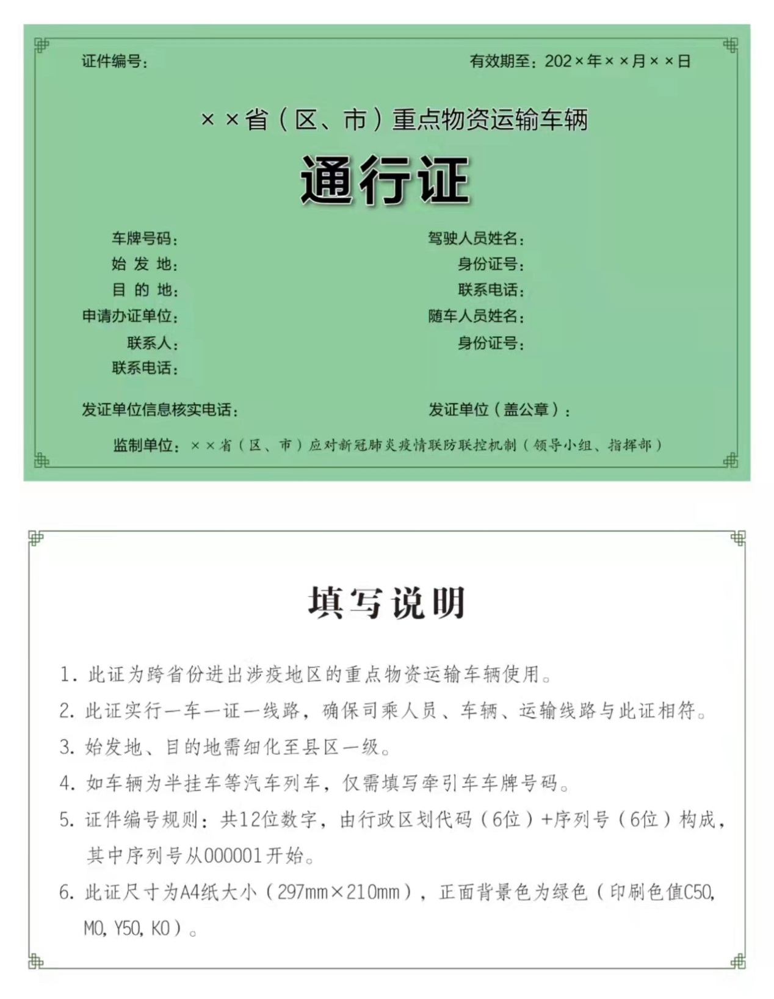 证件编号：
有效期至：202×年××月××日
××省（区、市）重点物资运输车辆
通行证
车牌号码：
驾驶人员姓名：
始 发 地：
身份证号：
目 的 地：
联系电话：
申请办证单位：
随车人员姓名：
联系人：
身份证号：
联系电话：
发证单位信息核实电话：
发证单位（盖公章）：
监制单位：××省（区、市）应对新冠肺炎疫情联防联控机制（领导小组、指挥部）
填写说明
1. 此证为跨省份进出涉疫地区的重点物资运输车辆使用。
2. 此证实行一车一证一线路，确保司乘人员、车辆、运输线路与此证相符。
3. 始发地、目的地需细化至县区一级。
4. 如车辆为半挂车等汽车列车，仅需填写牵引车车牌号码。
5. 证件编号规则：共12位数字，由行政区划代码（6位）+序列号（6位）构成，
其中序列号从000001开始。
6. 此证尺寸为A4纸大小（297mm×210mm），正面背景色为绿色（印刷色值C50,
M0, Y50, K0）。